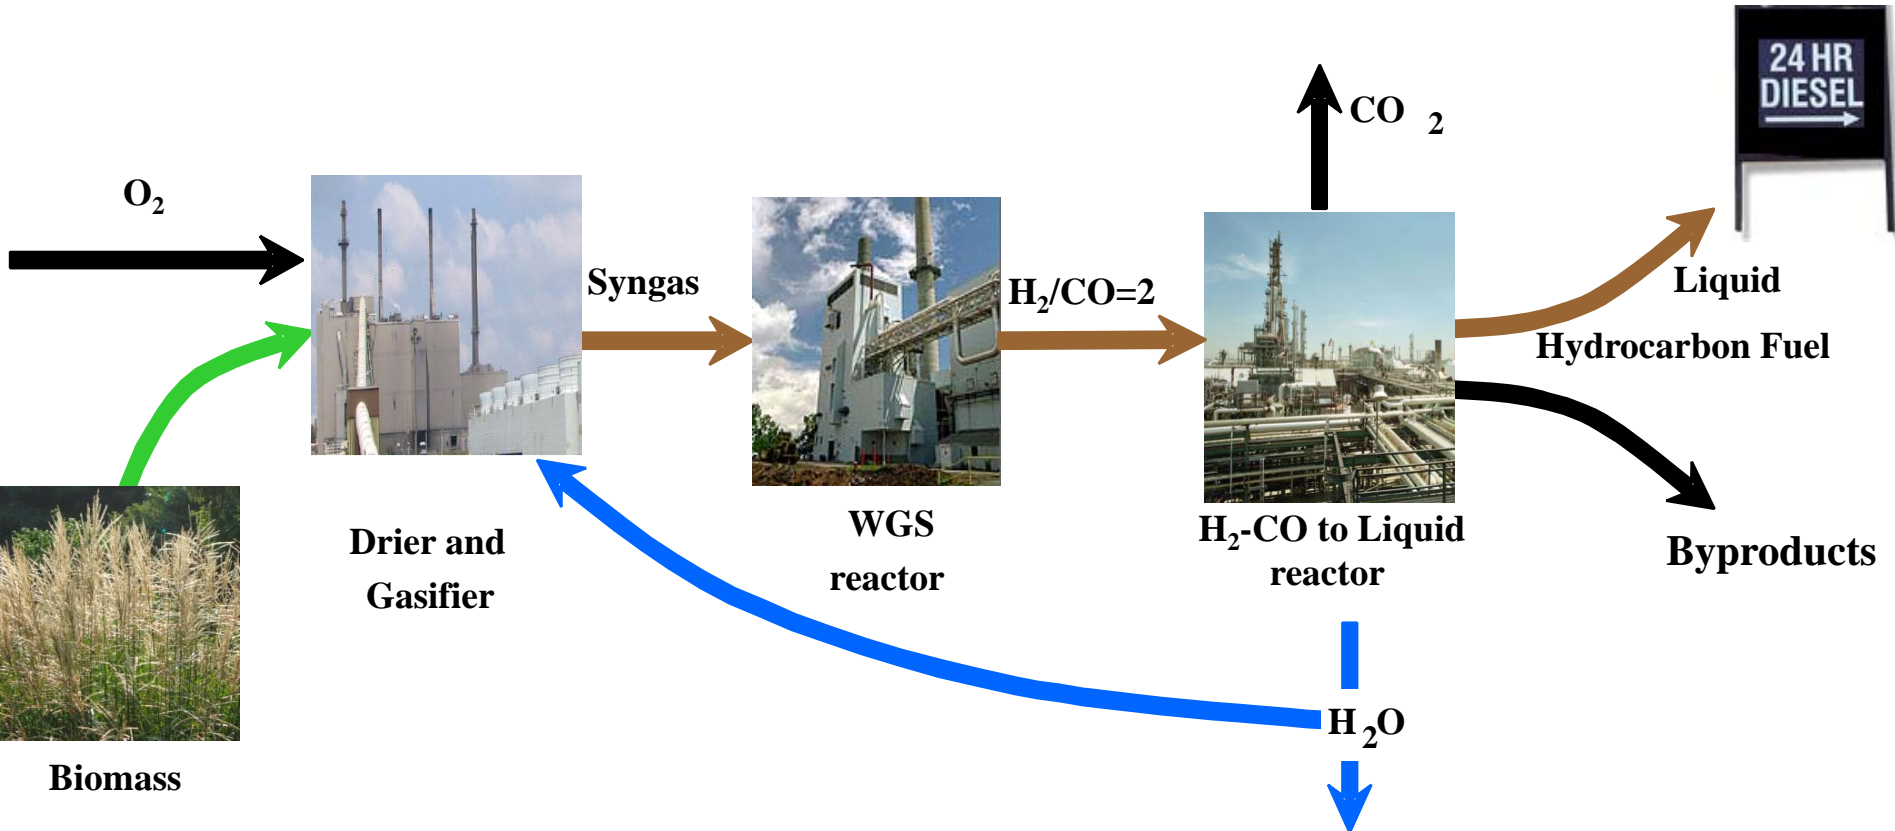 24 HR
DIESEL
CO 2
O2
Syngas
H2/CO=2
Liquid
Hydrocarbon Fuel
Drier and
Gasifier
WGS
reactor
H2-CO to Liquid
reactor
Byproducts
H2O
Biomass